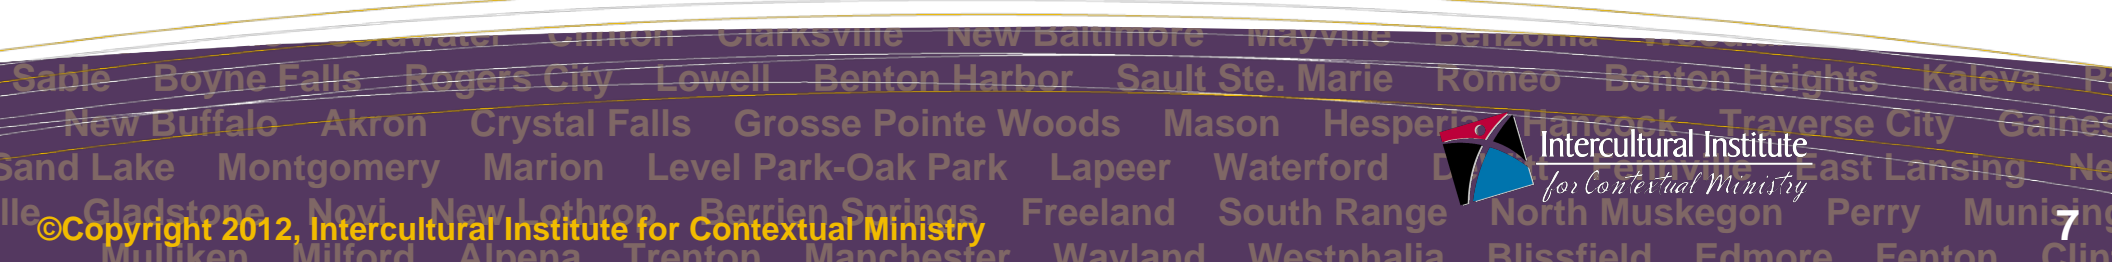 Coldwater Clinton Clarksville New Baltimore Mayville Benzonia
Sable Boyne Falls Rogers City Lowell Benton Harbor Sault Ste. Marie Romeo Benton Heights Kaleva
New Buffalo Akron Crystal Falls Grosse Pointe Woods Mason Hesperia Hancock Traverse City
Sand Lake Montgomery Marion Level Park-Oak Park Lapeer Waterford East Lansing
Gladstone Novi New Lothrop Berrien Springs Freeland South Range North Muskegon Perry Munising
Mulliken Milford Alpena Trenton Manchester Wayland Westphalia Blissfield Edmore Fenton
Intercultural Institute
for Contextual Ministry
©Copyright 2012, Intercultural Institute for Contextual Ministry
7